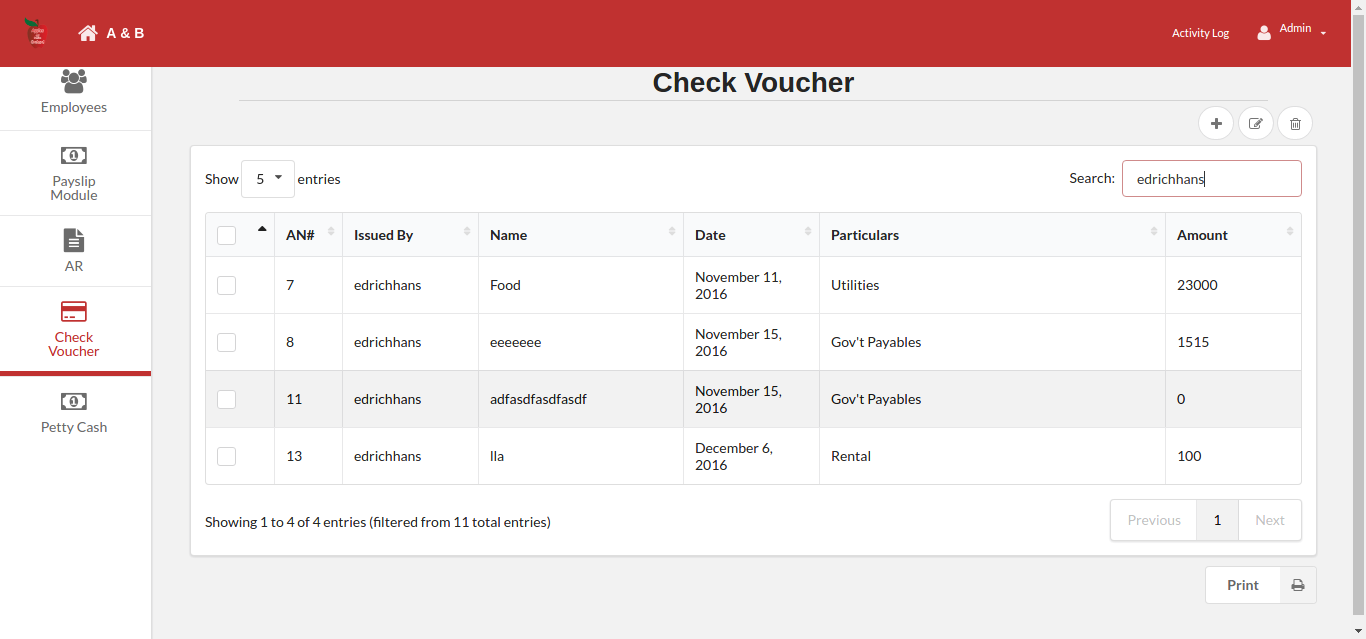 A & B
Activity Log
Admin
Employees
Payslip
Module
AR
Check
Voucher
Petty Cash
Check Voucher
Show 5 entries
Search: edrichhans
AN# Issued By Name Date Particulars Amount
7 edrichhans Food November 11,
2016 Utilities 23000
8 edrichhans eeeeeee November 15,
2016 Gov't Payables 1515
11 edrichhans adfasdfasdfasdf November 15,
2016 Gov't Payables 0
13 edrichhans lla December 6,
2016 Rental 100
Showing 1 to 4 of 4 entries (filtered from 11 total entries)
Previous 1 Next
Print